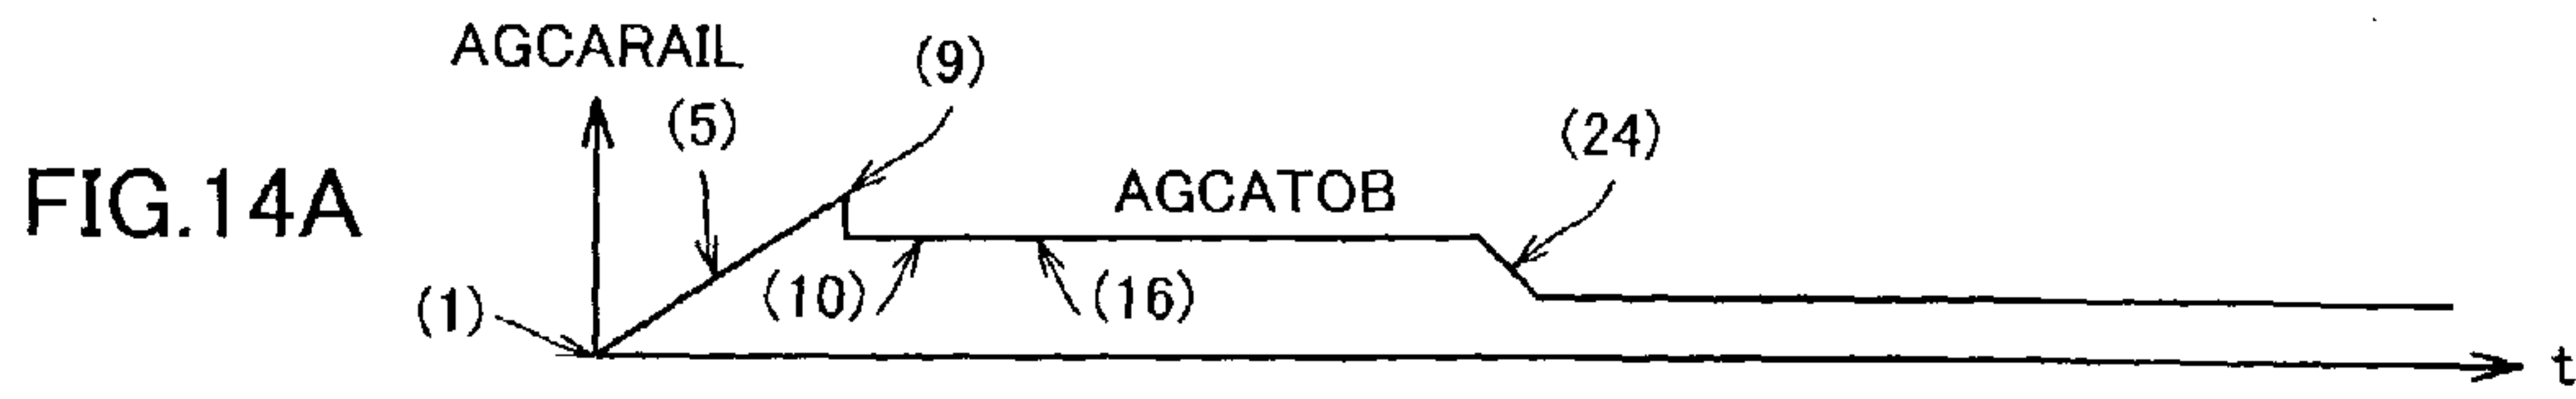 FIG.14A
AGCARAIL
(9)
(5)
(24)
AGCATOB
(10)
(16)
(1)
t